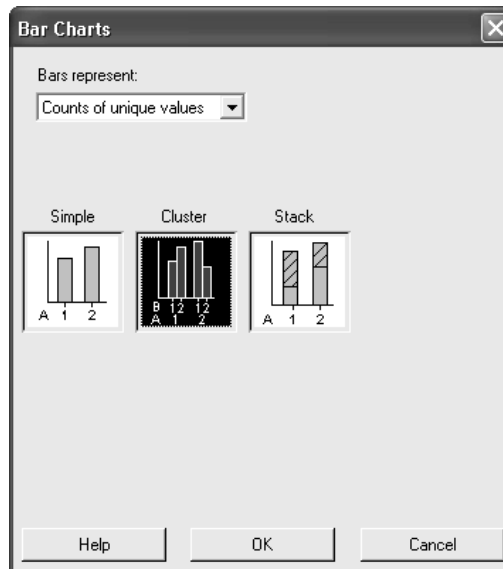 Bar Charts
Bars represent:
Counts of unique values
Simple Cluster Stack
A 1 2
B 1 2 1 2
A 1 2
A 1 2
Help OK Cancel